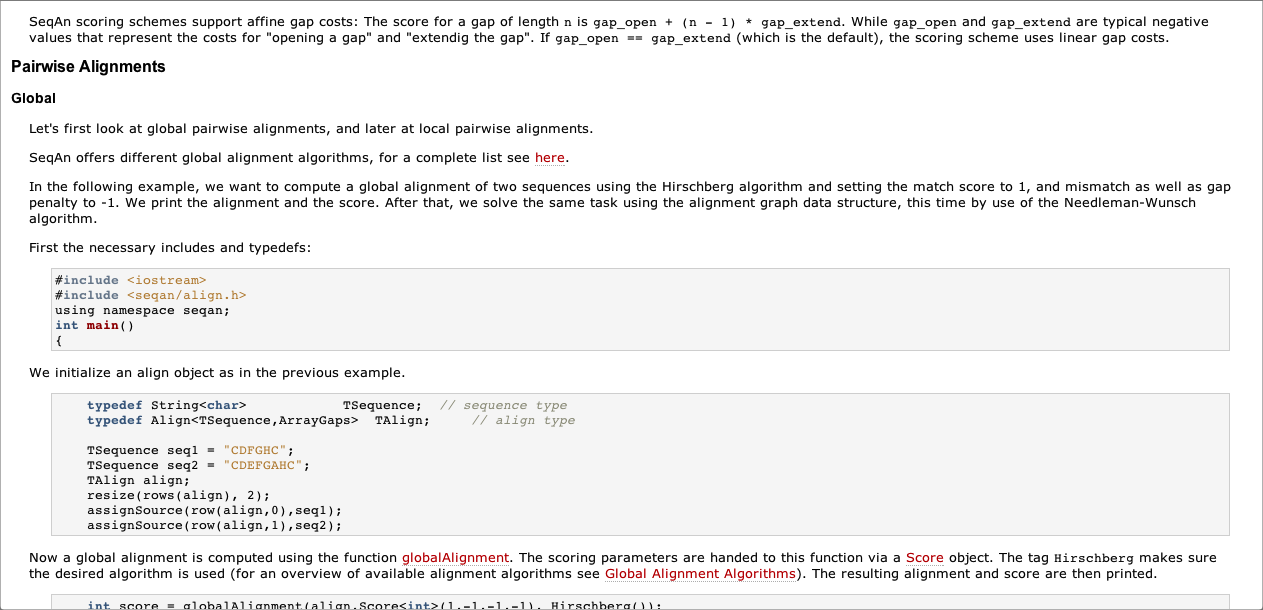 SeqAn scoring schemes support affine gap costs: The score for a gap of length n is gap_open + (n - 1) * gap_extend. While gap_open and gap_extend are typical negative
values that represent the costs for "opening a gap" and "extendig the gap". If gap_open == gap_extend (which is the default), the scoring scheme uses linear gap costs.
Pairwise Alignments
Global
Let's first look at global pairwise alignments, and later at local pairwise alignments.
SeqAn offers different global alignment algorithms, for a complete list see here.
In the following example, we want to compute a global alignment of two sequences using the Hirschberg algorithm and setting the match score to 1, and mismatch as well as gap
penalty to -1. We print the alignment and the score. After that, we solve the same task using the alignment graph data structure, this time by use of the Needleman-Wunsch
algorithm.
First the necessary includes and typedefs:
#include <iostream>
#include <seqan/align.h>
using namespace seqan;
int main()
{
We initialize an align object as in the previous example.
typedef String<char> TSequence; // sequence type
typedef Align<TSequence,ArrayGaps> TAlign; // align type
TSequence seq1 = "CDFGHC";
TSequence seq2 = "CDEFGAHC";
TAlign align;
resize(rows(align), 2);
assignSource(row(align,0),seq1);
assignSource(row(align,1),seq2);
Now a global alignment is computed using the function globalAlignment. The scoring parameters are handed to this function via a Score object. The tag Hirschberg makes sure
the desired algorithm is used (for an overview of available alignment algorithms see Global Alignment Algorithms). The resulting alignment and score are then printed.
int score = globalAlignment(align,Score<int>(1,-1,-1,-1), Hirschberg());